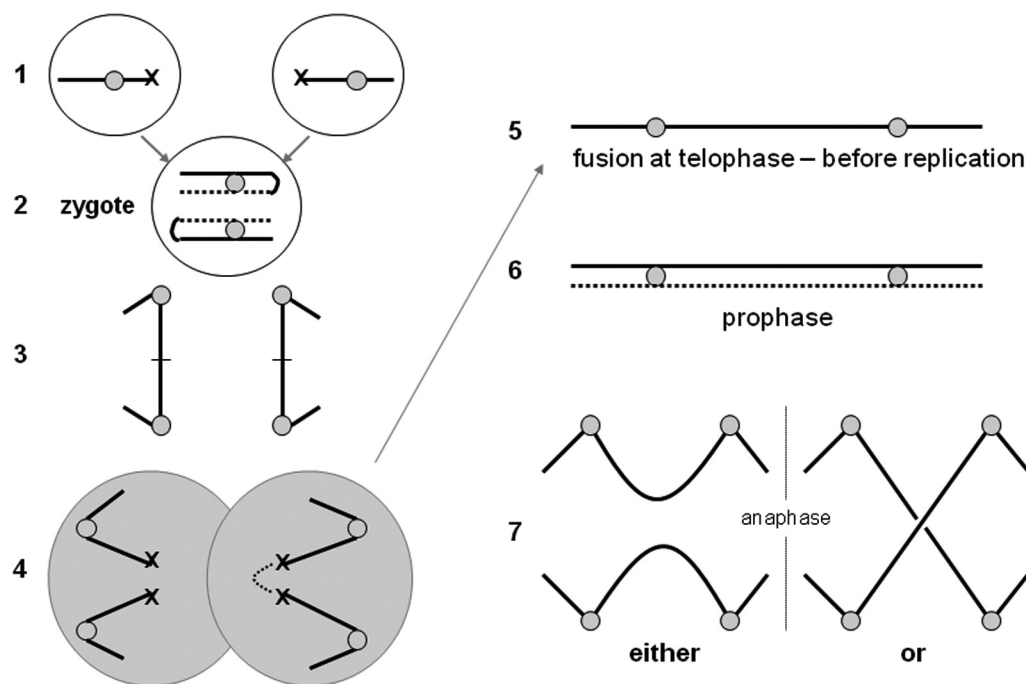 1
X
X
2
zygote
3
4
X
X
X
X
5
fusion at telophase – before replication
6
prophase
7
anaphase
either
or